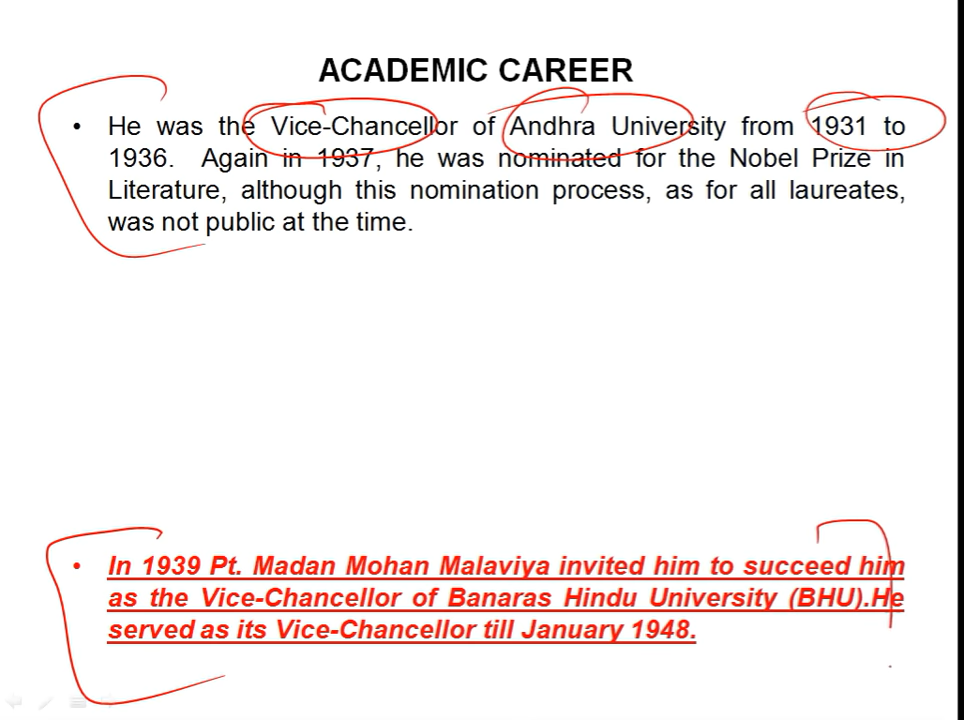 ACADEMIC CAREER
• He was the Vice-Chancellor of Andhra University from 1931 to
1936. Again in 1937, he was nominated for the Nobel Prize in
Literature, although this nomination process, as for all laureates,
was not public at the time.
• In 1939 Pt. Madan Mohan Malaviya invited him to succeed him
as the Vice-Chancellor of Banaras Hindu University (BHU).He
served as its Vice-Chancellor till January 1948.